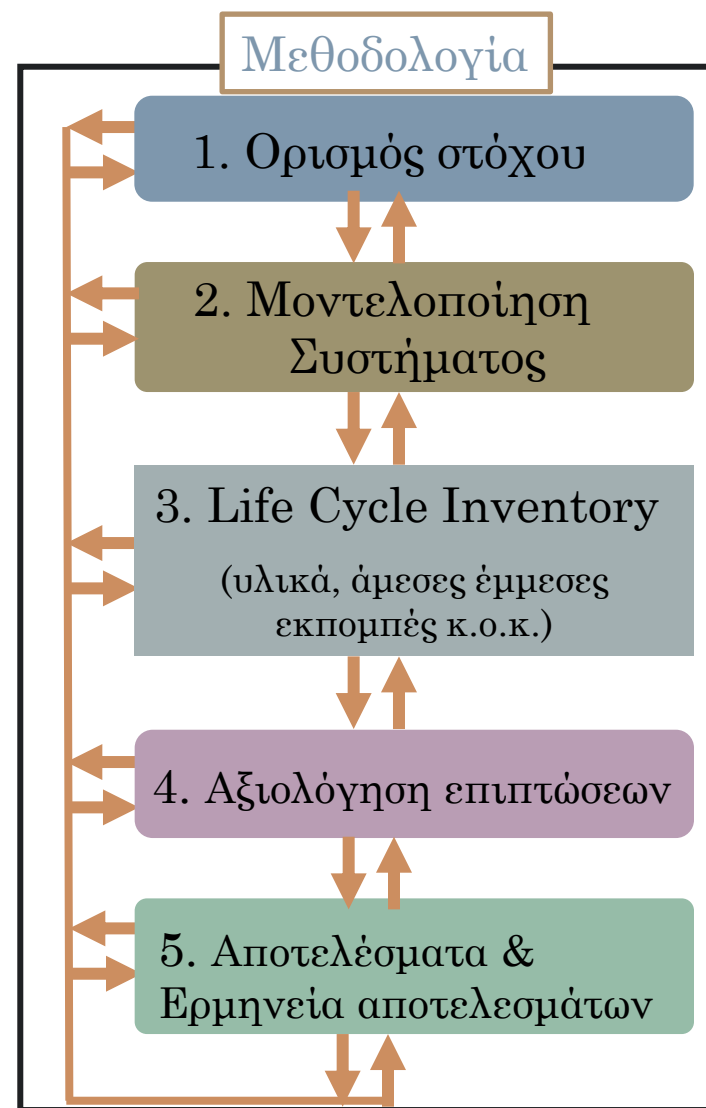 Μεθοδολογία
1. Ορισμός στόχου
2. Μοντελοποίηση
Συστήματος
3. Life Cycle Inventory
(υλικά, άμεσες έμμεσες
εκπομπές κ.ο.κ.)
4. Αξιολόγηση επιπτώσεων
5. Αποτελέσματα &
Ερμηνεία αποτελεσμάτων